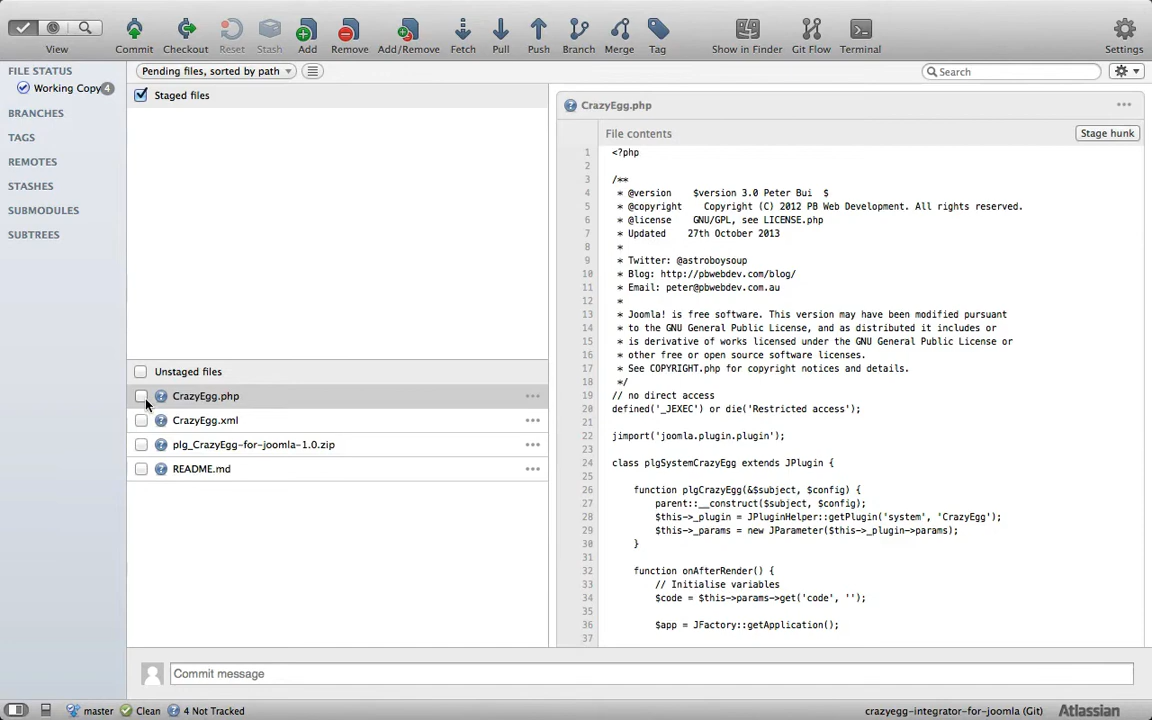 View
Commit
Checkout
Reset
Stash
Add
Remove
Add/Remove
Fetch
Pull
Push
Branch
Merge
Tag
Show in Finder
Git Flow
Terminal
Settings
FILE STATUS
Working Copy 4
BRANCHES
TAGS
REMOTES
STASHES
SUBMODULES
SUBTREES
Pending files, sorted by path
Search
Staged files
Unstaged files
CrazyEgg.php
CrazyEgg.xml
plg_CrazyEgg-for-joomla-1.0.zip
README.md
CrazyEgg.php
File contents
Stage hunk
1 <?php
2
3 /**
4 * @version $version 3.0 Peter Bui $
5 * @copyright Copyright (C) 2012 PB Web Development. All rights reserved.
6 * @license GNU/GPL, see LICENSE.php
7 * Updated 27th October 2013
8 *
9 * Twitter: @astroboysoup
10 * Blog: http://pbwebdev.com/blog/
11 * Email: peter@pbwebdev.com.au
12 *
13 * Joomla! is free software. This version may have been modified pursuant
14 * to the GNU General Public License, and as distributed it includes or
15 * is derivative of works licensed under the GNU General Public License or
16 * other free or open source software licenses.
17 * See COPYRIGHT.php for copyright notices and details.
18 */
19 // no direct access
20 defined('_JEXEC') or die('Restricted access');
21
22 jimport('joomla.plugin.plugin');
23
24 class plgSystemCrazyEgg extends JPlugin {
25
26 function plgCrazyEgg(&$subject, $config) {
27 parent::__construct($subject, $config);
28 $this->_plugin = JPluginHelper::getPlugin('system', 'CrazyEgg');
29 $this->_params = new JParameter($this->_plugin->params);
30 }
31
32 function onAfterRender() {
33 // Initialise variables
34 $code = $this->params->get('code', '');
35
36 $app = JFactory::getApplication();
37
Commit message
master
Clean
4 Not Tracked
crazyegg-integrator-for-joomla (Git)
Atlassian